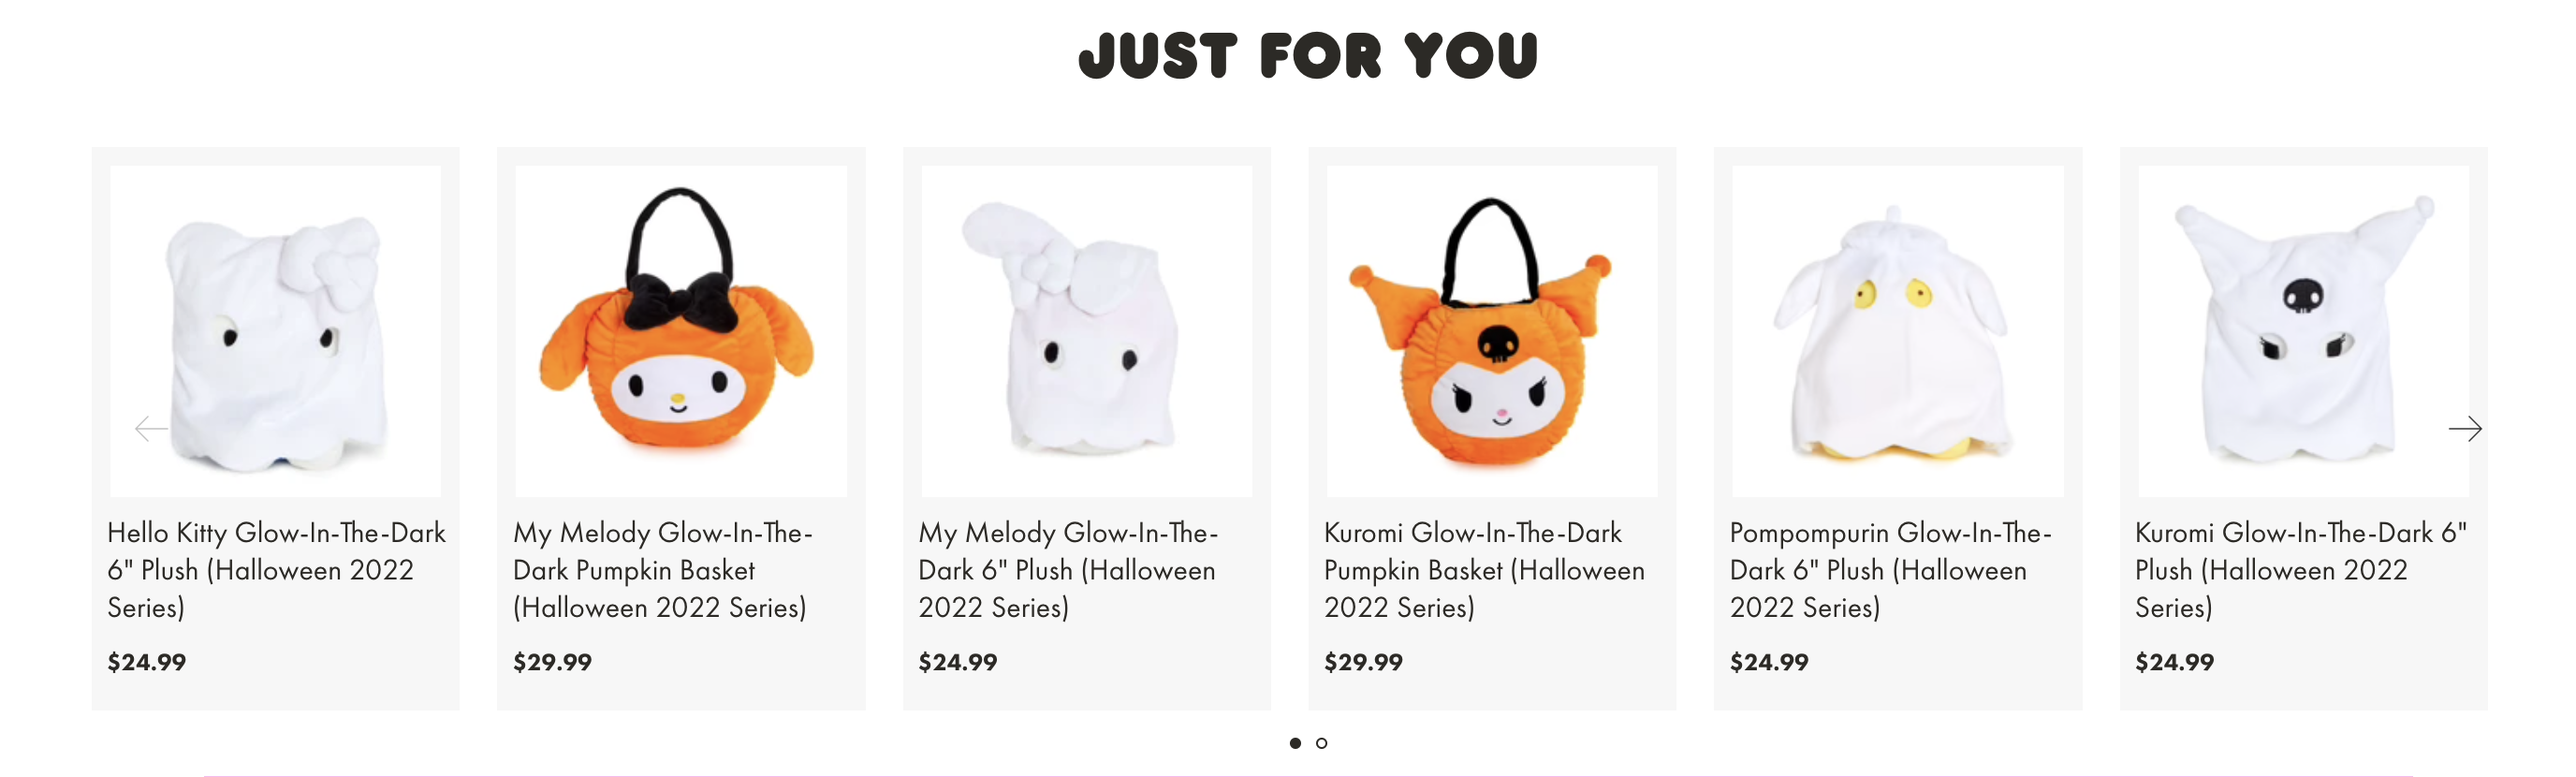 JUST FOR YOU
Hello Kitty Glow-In-The-Dark
6" Plush (Halloween 2022
Series)
$24.99
My Melody Glow-In-The-
Dark Pumpkin Basket
(Halloween 2022 Series)
$29.99
My Melody Glow-In-The-
Dark 6" Plush (Halloween
2022 Series)
$24.99
Kuromi Glow-In-The-Dark
Pumpkin Basket (Halloween
2022 Series)
$29.99
Pompompurin Glow-In-The-
Dark 6" Plush (Halloween
2022 Series)
$24.99
Kuromi Glow-In-The-Dark 6"
Plush (Halloween 2022
Series)
$24.99